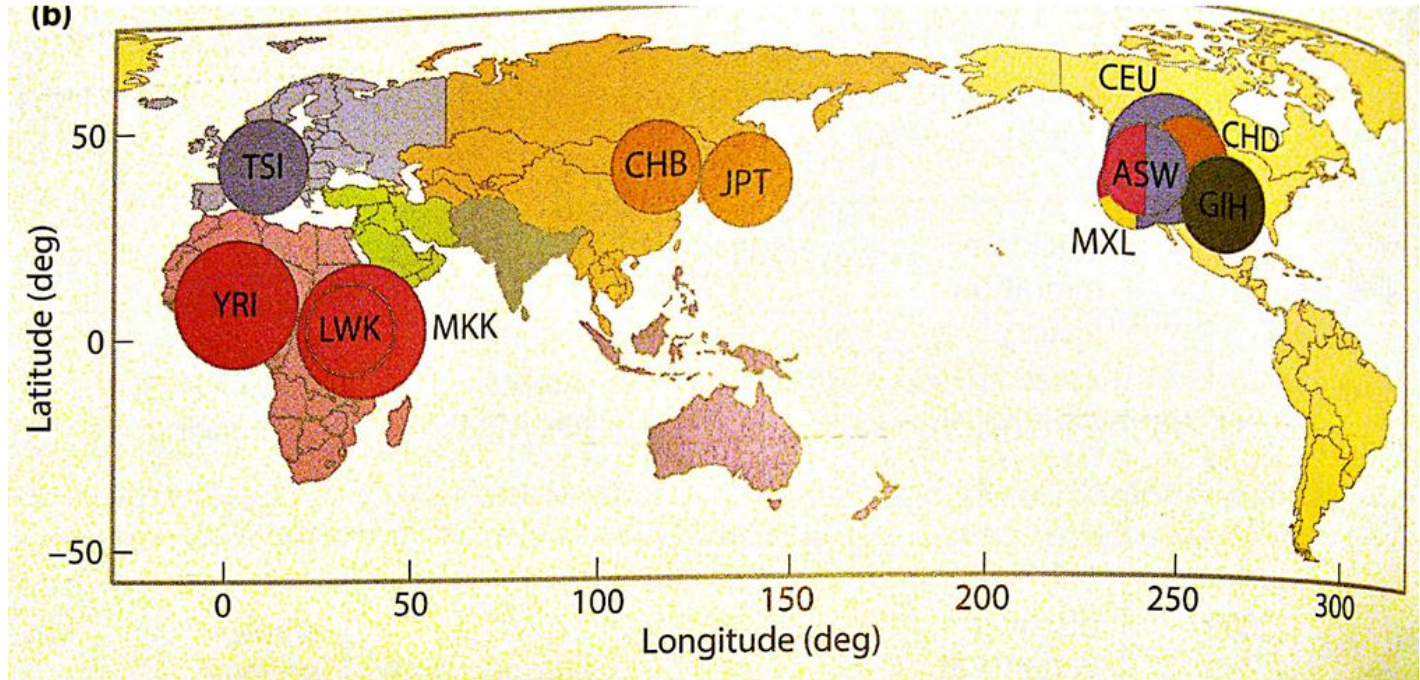 (b)
CEU
50
TSI
CHB
JPT
CHD
ASW
GIH
MXL
YRI
LWK
MKK
0
−50
0
50
100
150
200
250
300
Latitude (deg)
Longitude (deg)